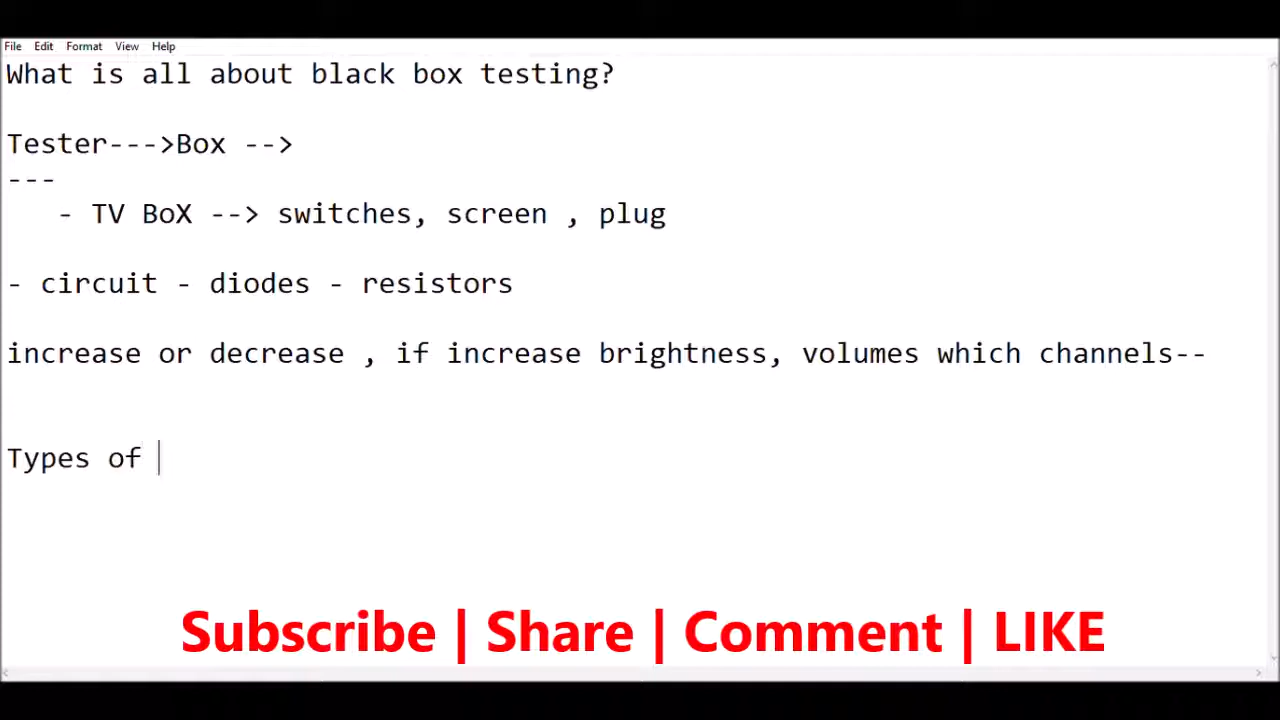 File Edit Format View Help
What is all about black box testing?
Tester--->Box -->
---
- TV BoX --> switches, screen , plug
- circuit - diodes - resistors
increase or decrease , if increase brightness, volumes which channels--
Types of
Subscribe | Share | Comment | LIKE